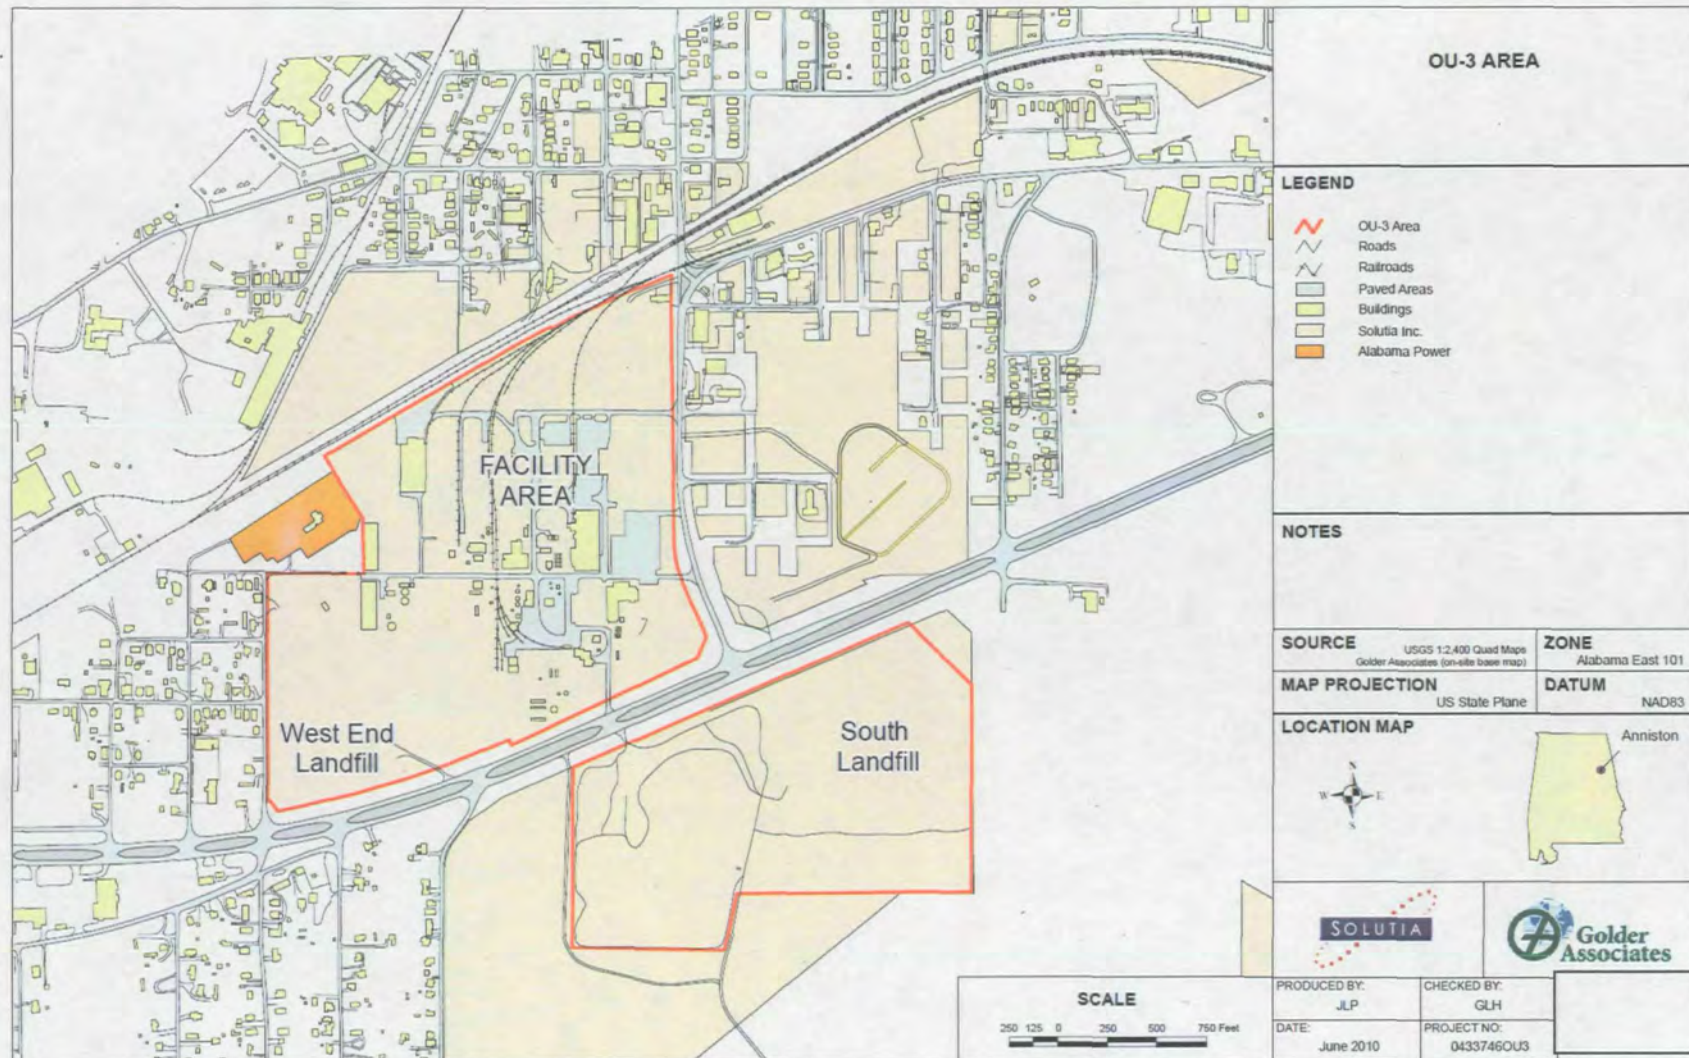 OU-3 AREA
LEGEND
OU-3 Area
Roads
Railroads
Paved Areas
Buildings
Solutia Inc.
Alabama Power
FACILITY
AREA
West End
Landfill
South
Landfill
NOTES
SOURCE
USGS 1:2,400 Quad Maps
Golder Associates (on-site base map)
ZONE
Alabama East 101
MAP PROJECTION
US State Plane
DATUM
NAD83
LOCATION MAP
Anniston
N
W E
S
SOLUTIA
Golder
Associates
SCALE
250 125 0 250 500 750 Feet
PRODUCED BY:
JLP
CHECKED BY:
GLH
DATE:
June 2010
PROJECT NO:
0433746OU3